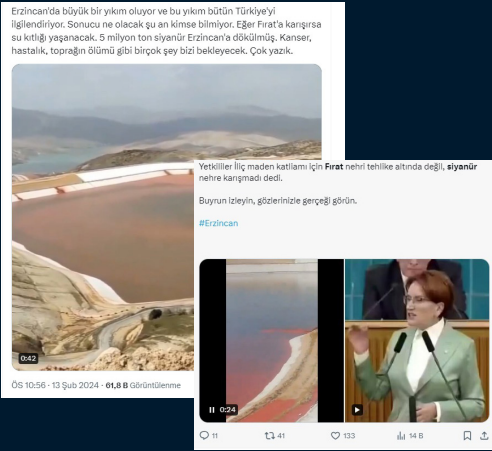 Erzincan'da büyük bir yıkım oluyor ve bu yıkım bütün Türkiye'yi
ilgilendiriyor. Sonucu ne olacak şu an kimse bilmiyor. Eğer Fırat'a karışırsa
su kıtlığı yaşanacak. 5 milyon ton siyanür Erzincan'a dökülmüş. Kanser,
hastalık, toprağın ölümü gibi birçok şey bizi bekleyecek. Çok yazık.
0:42
ÖS 10:56 · 13 Şub 2024 · 61,8 B Görüntülenme
Yetkililer İliç maden katliamı için Fırat nehri tehlike altında değil, siyanür
nehre karışmadı dedi.
Buyrun izleyin, gözlerinizle gerçeği görün.
#Erzincan
0:24
11 41 133 14 B